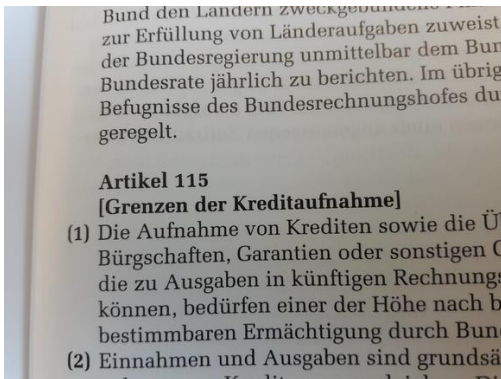 Bund den Ländern zweckgebundene
zur Erfüllung von Länderaufgaben zuweist
der Bundesregierung unmittelbar dem Bun
Bundesrate jährlich zu berichten. Im übrig
Befugnisse des Bundesrechnungshofes du
geregelt.
Artikel 115
[Grenzen der Kreditaufnahme]
(1) Die Aufnahme von Krediten sowie die Ü
Bürgschaften, Garantien oder sonstigen G
die zu Ausgaben in künftigen Rechnungs
können, bedürfen einer der Höhe nach b
bestimmbaren Ermächtigung durch Bund
(2) Einnahmen und Ausgaben sind grundsä